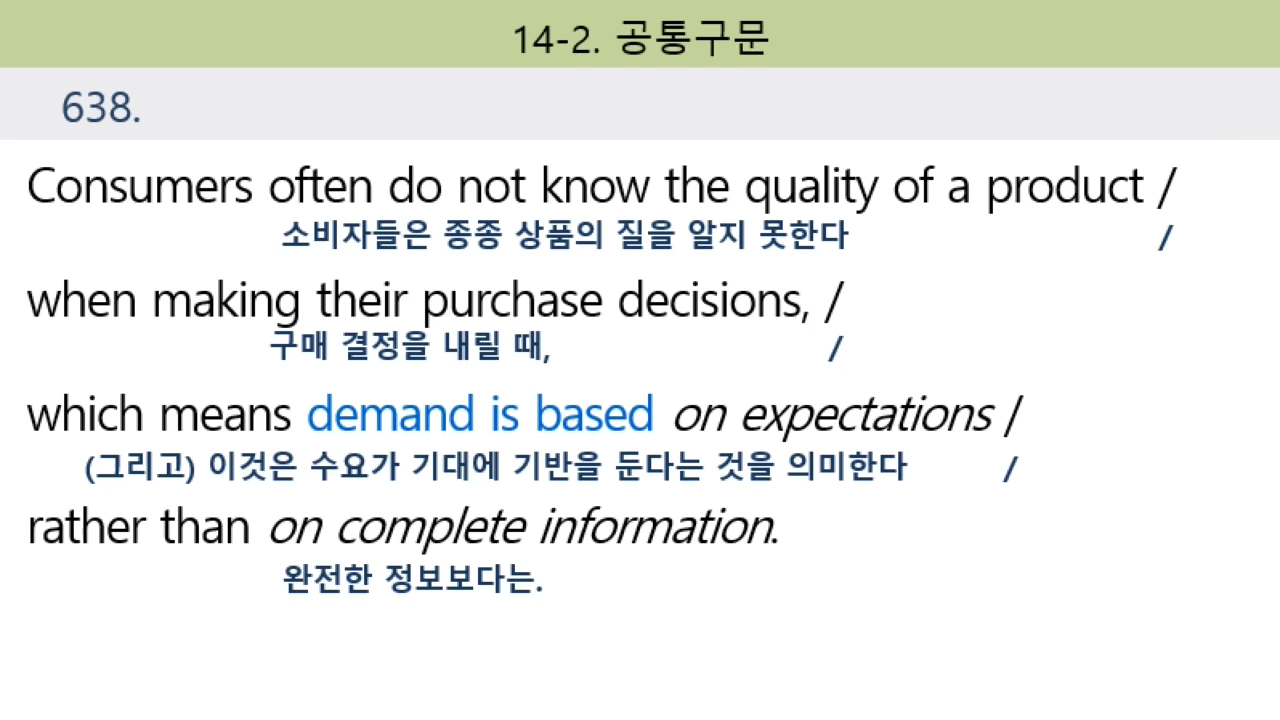 14-2. 공통구문
638.
Consumers often do not know the quality of a product /
소비자들은 종종 상품의 질을 알지 못한다 /
when making their purchase decisions, /
구매 결정을 내릴 때, /
which means demand is based on expectations /
(그리고) 이것은 수요가 기대에 기반을 둔다는 것을 의미한다 /
rather than on complete information.
완전한 정보보다는.